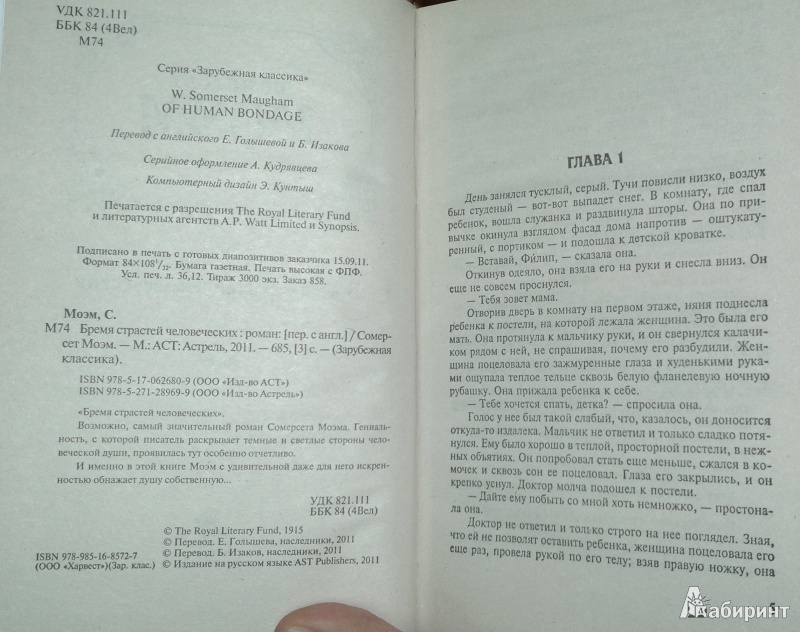 УДК 821.111
ББК 84 (4Вел)
М74
Серия «Зарубежная классика»
W. Somerset Maugham
OF HUMAN BONDAGE
Перевод с английского Е. Голышевой и Б. Изакова
Серийное оформление А. Кудрявцева
Компьютерный дизайн Э. Кунтыш
Печатается с разрешения The Royal Literary Fund
и литературных агентств A.P. Watt Limited и Synopsis.
Подписано в печать с готовых диапозитивов заказчика 15.09.11.
Формат 84×108 1/32. Бумага газетная. Печать высокая с ФПФ.
Усл. печ. л. 36,12. Тираж 3000 экз. Заказ 858.
Моэм, С.
М74 Бремя страстей человеческих : роман: [пер. с англ.] / Сомер-
сет Моэм. — М.: АСТ: Астрель, 2011. — 685, [3] с. — (Зарубежная
классика).
ISBN 978-5-17-062680-9 (ООО «Изд-во АСТ»)
ISBN 978-5-271-28969-9 (ООО «Изд-во Астрель»)
«Бремя страстей человеческих».
Возможно, самый значительный роман Сомерсета Моэма. Гениаль-
ность, с которой писатель раскрывает темные и светлые стороны чело-
веческой души, проявилась тут особенно отчетливо.
И именно в этой книге Моэм с удивительной даже для него искрен-
ностью обнажает душу собственную...
УДК 821.111
ББК 84 (4Вел)
© The Royal Literary Fund, 1915
© Перевод. Е. Голышева, наследники, 2011
ISBN 978-985-16-8572-7
© Перевод. Б. Изаков, наследники, 2011
(ООО «Харвест»)(Зар. клас.)
© Издание на русском языке AST Publishers, 2011
ГЛАВА 1
День занялся тусклый, серый. Тучи повисли низко, воздух
был студеный — вот-вот выпадет снег. В комнату, где спал
ребенок, вошла служанка и раздвинула шторы. Она по при-
вычке окинула взглядом фасад дома напротив — оштукату-
ренный, с портиком — и подошла к детской кроватке.
— Вставай, Филип, — сказала она.
Откинув одеяло, она взяла его на руки и снесла вниз. Он
еще не совсем проснулся.
— Тебя зовет мама.
Отворив дверь в комнату на первом этаже, няня поднесла
ребенка к постели, на которой лежала женщина. Это была его
мать. Она протянула к мальчику руки, и он свернулся калачи-
ком рядом с ней, не спрашивая, почему его разбудили. Жен-
щина поцеловала его зажмуренные глаза и худенькими рука-
ми ощупала теплое тельце сквозь белую фланелевую ночную
рубашку. Она прижала ребенка к себе.
— Тебе хочется спать, детка? — спросила она.
Голос у нее был такой слабый, что, казалось, он доносится
откуда-то издалека. Мальчик не ответил и только сладко потя-
нулся. Ему было хорошо в теплой, просторной постели, в неж-
ных объятиях. Он попробовал стать еще меньше, сжался в ко-
мочек и сквозь сон ее поцеловал. Глаза его закрылись, и он
крепко уснул. Доктор молча подошел к постели.
— Дайте ему побыть со мной хоть немножко, — простона-
ла она.
Доктор не ответил и только строго на нее поглядел. Зная,
что ей не позволят оставить ребенка, женщина поцеловала его
еще раз, провела рукой по его телу; взяв правую ножку, она
5
Лабиринт